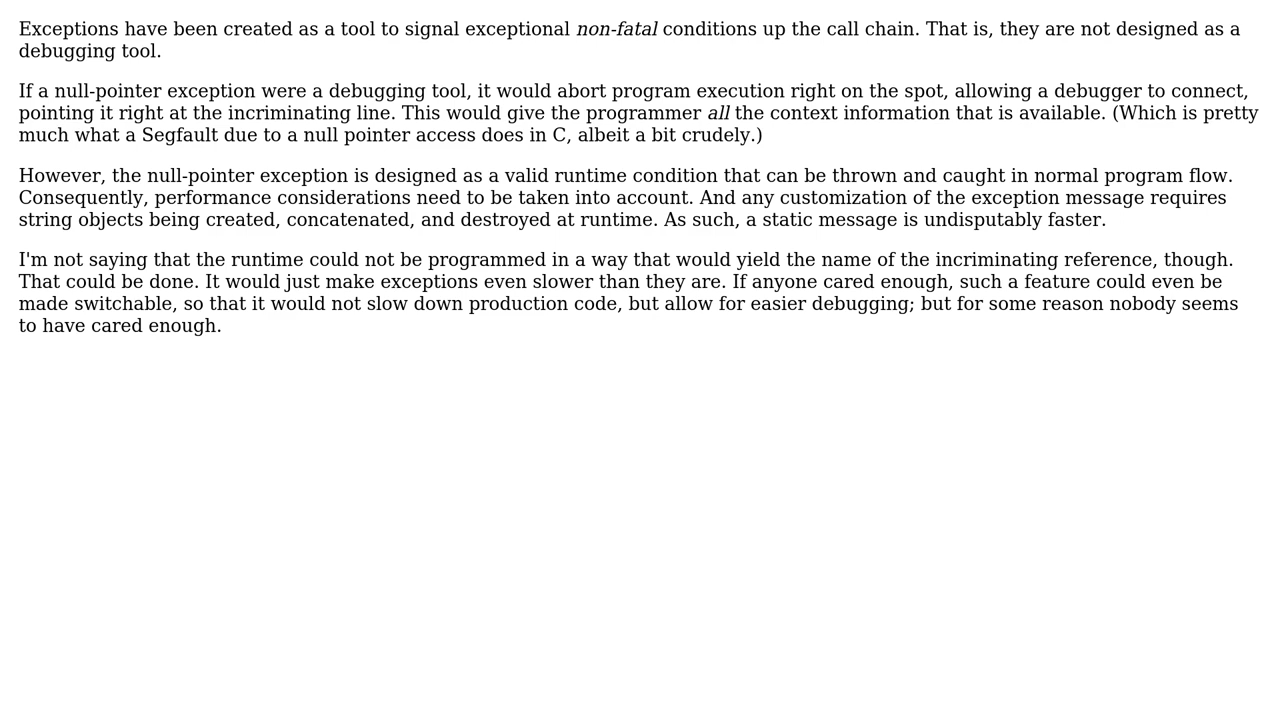 Exceptions have been created as a tool to signal exceptional non-fatal conditions up the call chain. That is, they are not designed as a
debugging tool.
If a null-pointer exception were a debugging tool, it would abort program execution right on the spot, allowing a debugger to connect,
pointing it right at the incriminating line. This would give the programmer all the context information that is available. (Which is pretty
much what a Segfault due to a null pointer access does in C, albeit a bit crudely.)
However, the null-pointer exception is designed as a valid runtime condition that can be thrown and caught in normal program flow.
Consequently, performance considerations need to be taken into account. And any customization of the exception message requires
string objects being created, concatenated, and destroyed at runtime. As such, a static message is undisputably faster.
I'm not saying that the runtime could not be programmed in a way that would yield the name of the incriminating reference, though.
That could be done. It would just make exceptions even slower than they are. If anyone cared enough, such a feature could even be
made switchable, so that it would not slow down production code, but allow for easier debugging; but for some reason nobody seems
to have cared enough.